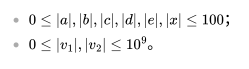 • 0 ≤ |a|, |b|, |c|, |d|, |e|, |x| ≤ 100；
• 0 ≤ |v₁|, |v₂| ≤ 10⁹。